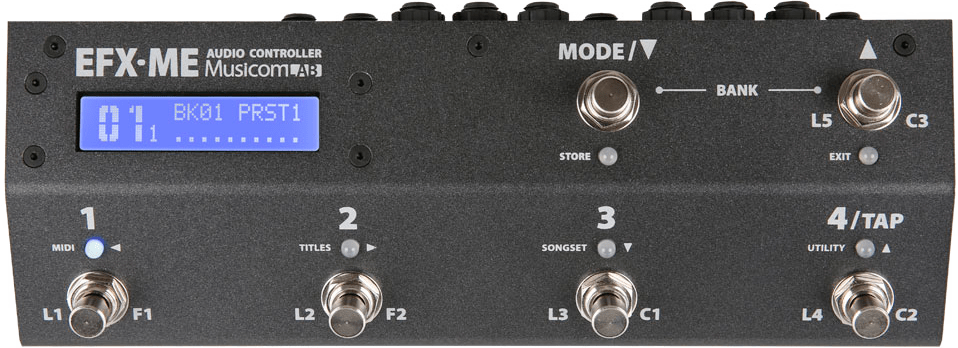 EFX·ME AUDIO CONTROLLER
MusicomLAB
MODE/▼ ▲
BANK
01 1 BK01 PRST1
..........
L5 C3
STORE EXIT
1 2 3 4/TAP
MIDI ◄ TITLES ► SONGSET ▼ UTILITY ▲
L1 F1 L2 F2 L3 C1 L4 C2